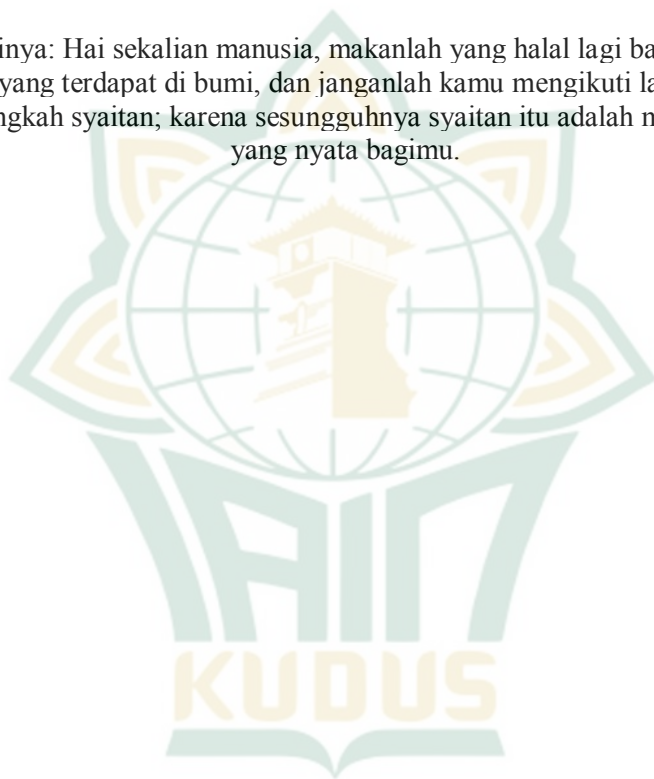 inya: Hai sekalian manusia, makanlah yang halal lagi ba
yang terdapat di bumi, dan janganlah kamu mengikuti la
ngkah syaitan; karena sesungguhnya syaitan itu adalah m
yang nyata bagimu.
IAIN
KUDUS